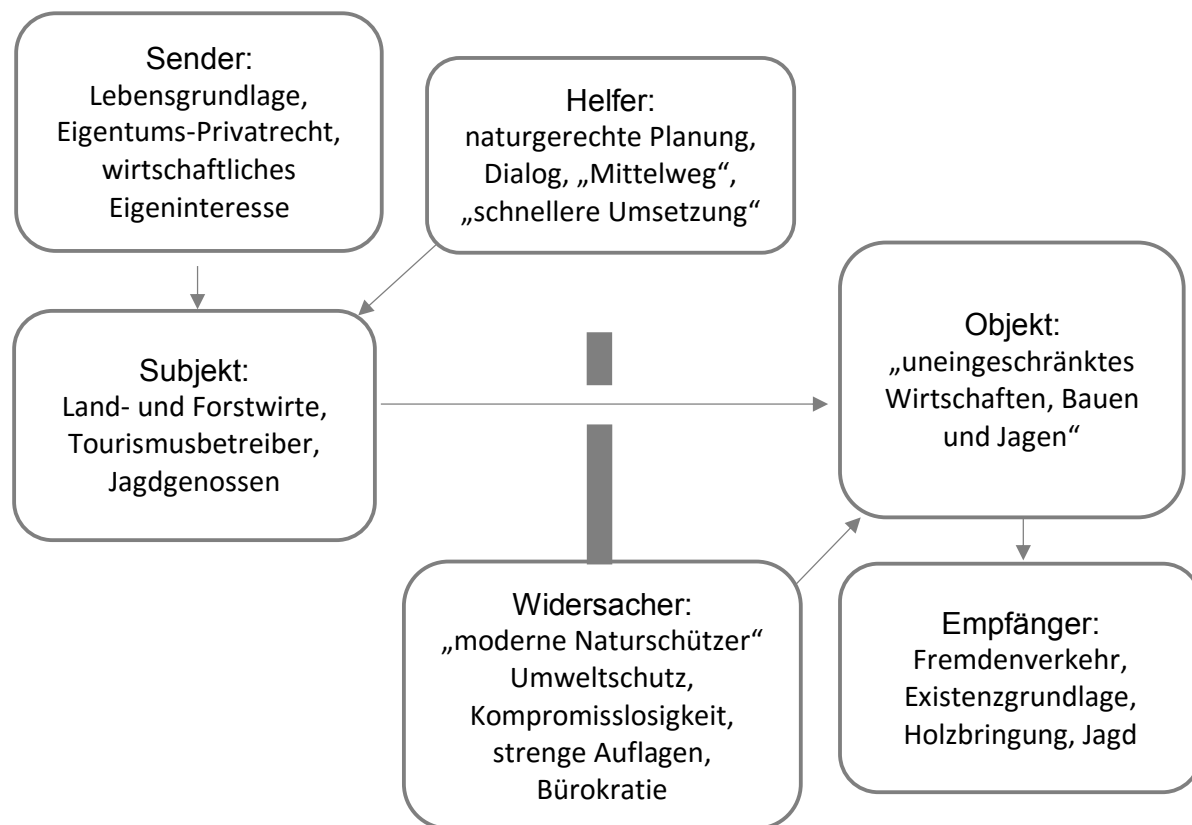 Sender:
Lebensgrundlage,
Eigentums-Privatrecht,
wirtschaftliches
Eigeninteresse
Helfer:
naturgerechte Planung,
Dialog, „Mittelweg“,
„schnellere Umsetzung“
Subjekt:
Land- und Forstwirte,
Tourismusbetreiber,
Jagdgenossen
Objekt:
„uneingeschränktes
Wirtschaften, Bauen
und Jagen“
Widersacher:
„moderne Naturschützer“
Umweltschutz,
Kompromisslosigkeit,
strenge Auflagen,
Bürokratie
Empfänger:
Fremdenverkehr,
Existenzgrundlage,
Holzbringung, Jagd